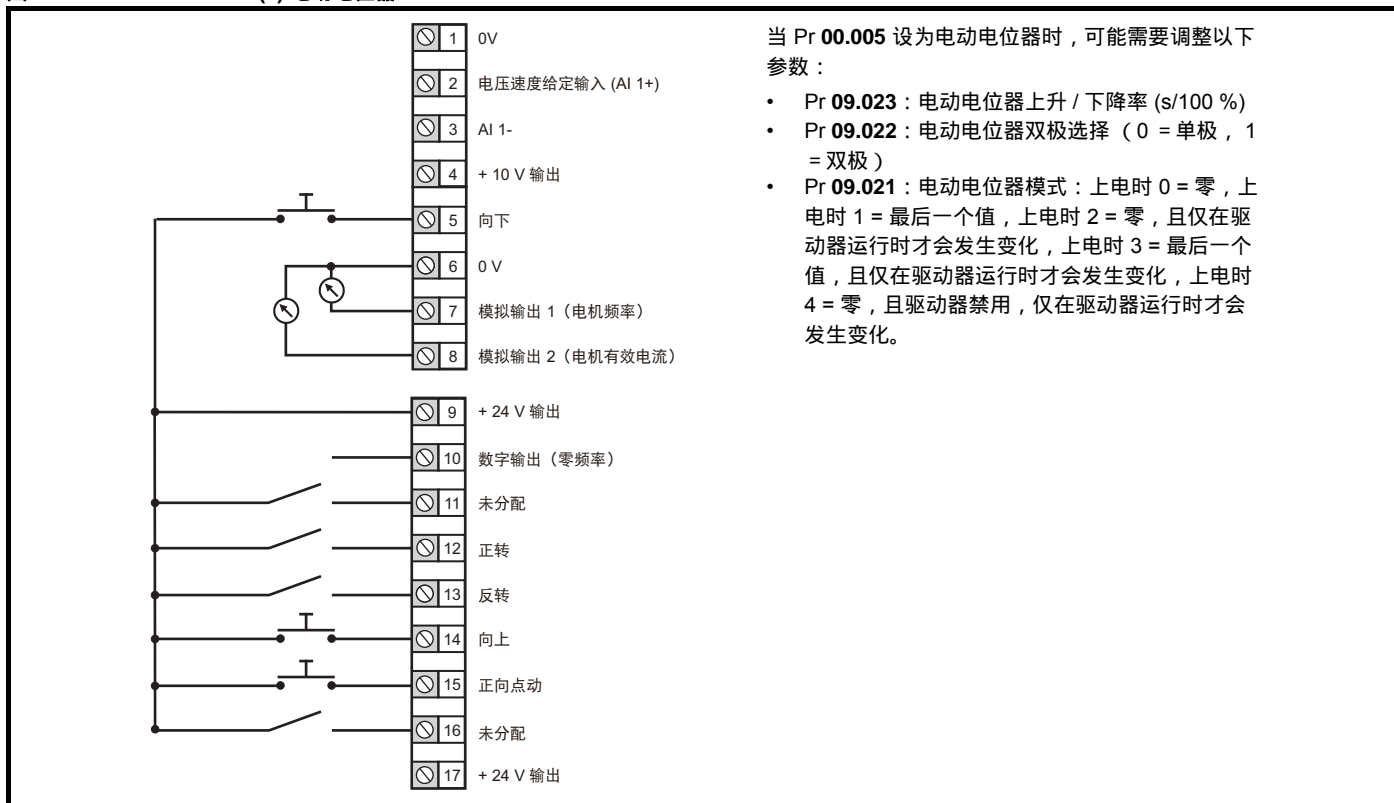 1 0V
2 电压速度给定输入 (AI 1+)
3 AI 1-
4 + 10 V 输出
5 向下
6 0 V
7 模拟输出 1（电机频率）
8 模拟输出 2（电机有效电流）
9 + 24 V 输出
10 数字输出（零频率）
11 未分配
12 正转
13 反转
14 向上
15 正向点动
16 未分配
17 + 24 V 输出
当 Pr 00.005 设为电动电位器时，可能需要调整以下
参数：
• Pr 09.023：电动电位器上升 / 下降率 (s/100 %)
• Pr 09.022：电动电位器双极选择 （0 = 单极， 1
= 双极）
• Pr 09.021：电动电位器模式：上电时 0 = 零，上
电时 1 = 最后一个值，上电时 2 = 零，且仅在驱
动器运行时才会发生变化，上电时 3 = 最后一个
值，且仅在驱动器运行时才会发生变化，上电时
4 = 零，且驱动器禁用，仅在驱动器运行时才会
发生变化。